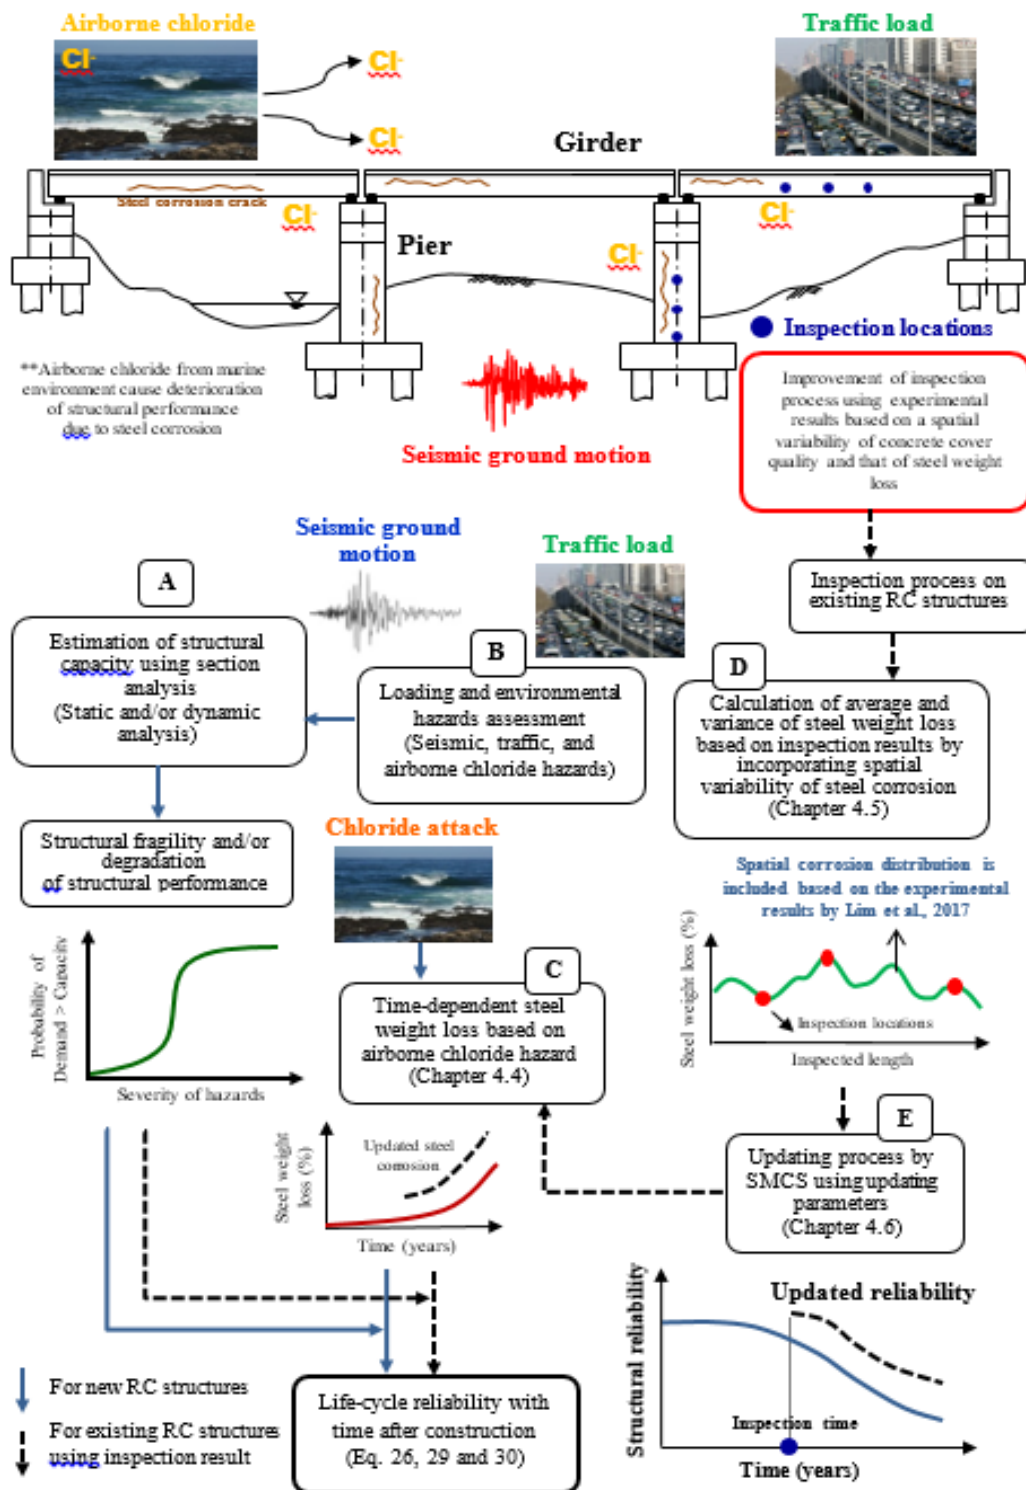 Airborne chloride
Traffic load
Cl-
Cl-
Cl-
Girder
Steel corrosion crack
Cl-
Cl-
Pier
Cl-
Inspection locations
**Airborne chloride from marine
environment cause deterioration
of structural performance
due to steel corrosion
Seismic ground motion
Improvement of inspection
process using experimental
results based on a spatial
variability of concrete cover
quality and that of steel weight
loss
Seismic ground
motion
Traffic load
Inspection process on
existing RC structures
A
Estimation of structural
capacity using section
analysis
(Static and/or dynamic
analysis)
B
Loading and environmental
hazards assessment
(Seismic, traffic, and
airborne chloride hazards)
D
Calculation of average and
variance of steel weight loss
based on inspection results by
incorporating spatial
variability of steel corrosion
(Chapter 4.5)
Structural fragility and/or
degradation
of structural performance
Chloride attack
Spatial corrosion distribution is
included based on the experimental
results by Lim et al., 2017
Probability of
Demand > Capacity
Severity of hazards
C
Time-dependent steel
weight loss based on
airborne chloride hazard
(Chapter 4.4)
Steel weight loss (%)
Inspection locations
Inspected length
E
Updating process by
SMCS using updating
parameters
(Chapter 4.6)
Steel weight
loss (%)
Updated steel
corrosion
Time (years)
Structural reliability
Updated reliability
Inspection time
Time (years)
For new RC structures
For existing RC structures
using inspection result
Life-cycle reliability with
time after construction
(Eq. 26, 29 and 30)